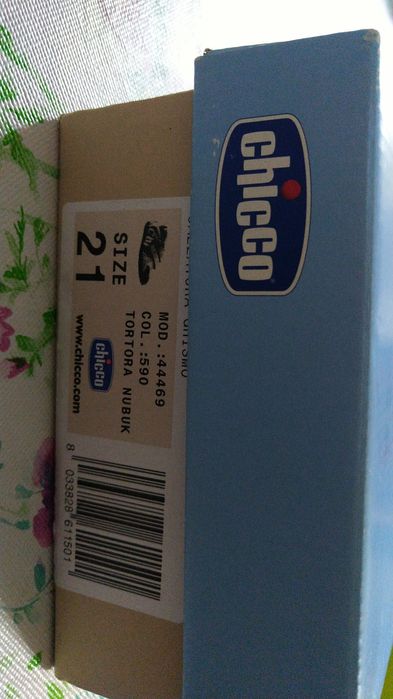 chicco
MOD.:44469
COL.:590
TORTORA NUBUK
SIZE
21
chicco
www.chicco.com
8 033828 611501